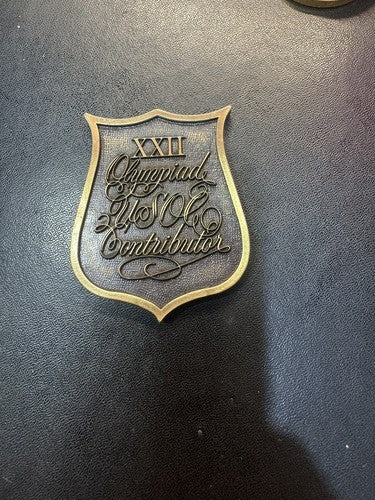 XXII
Olympiad
USOC
Contributor